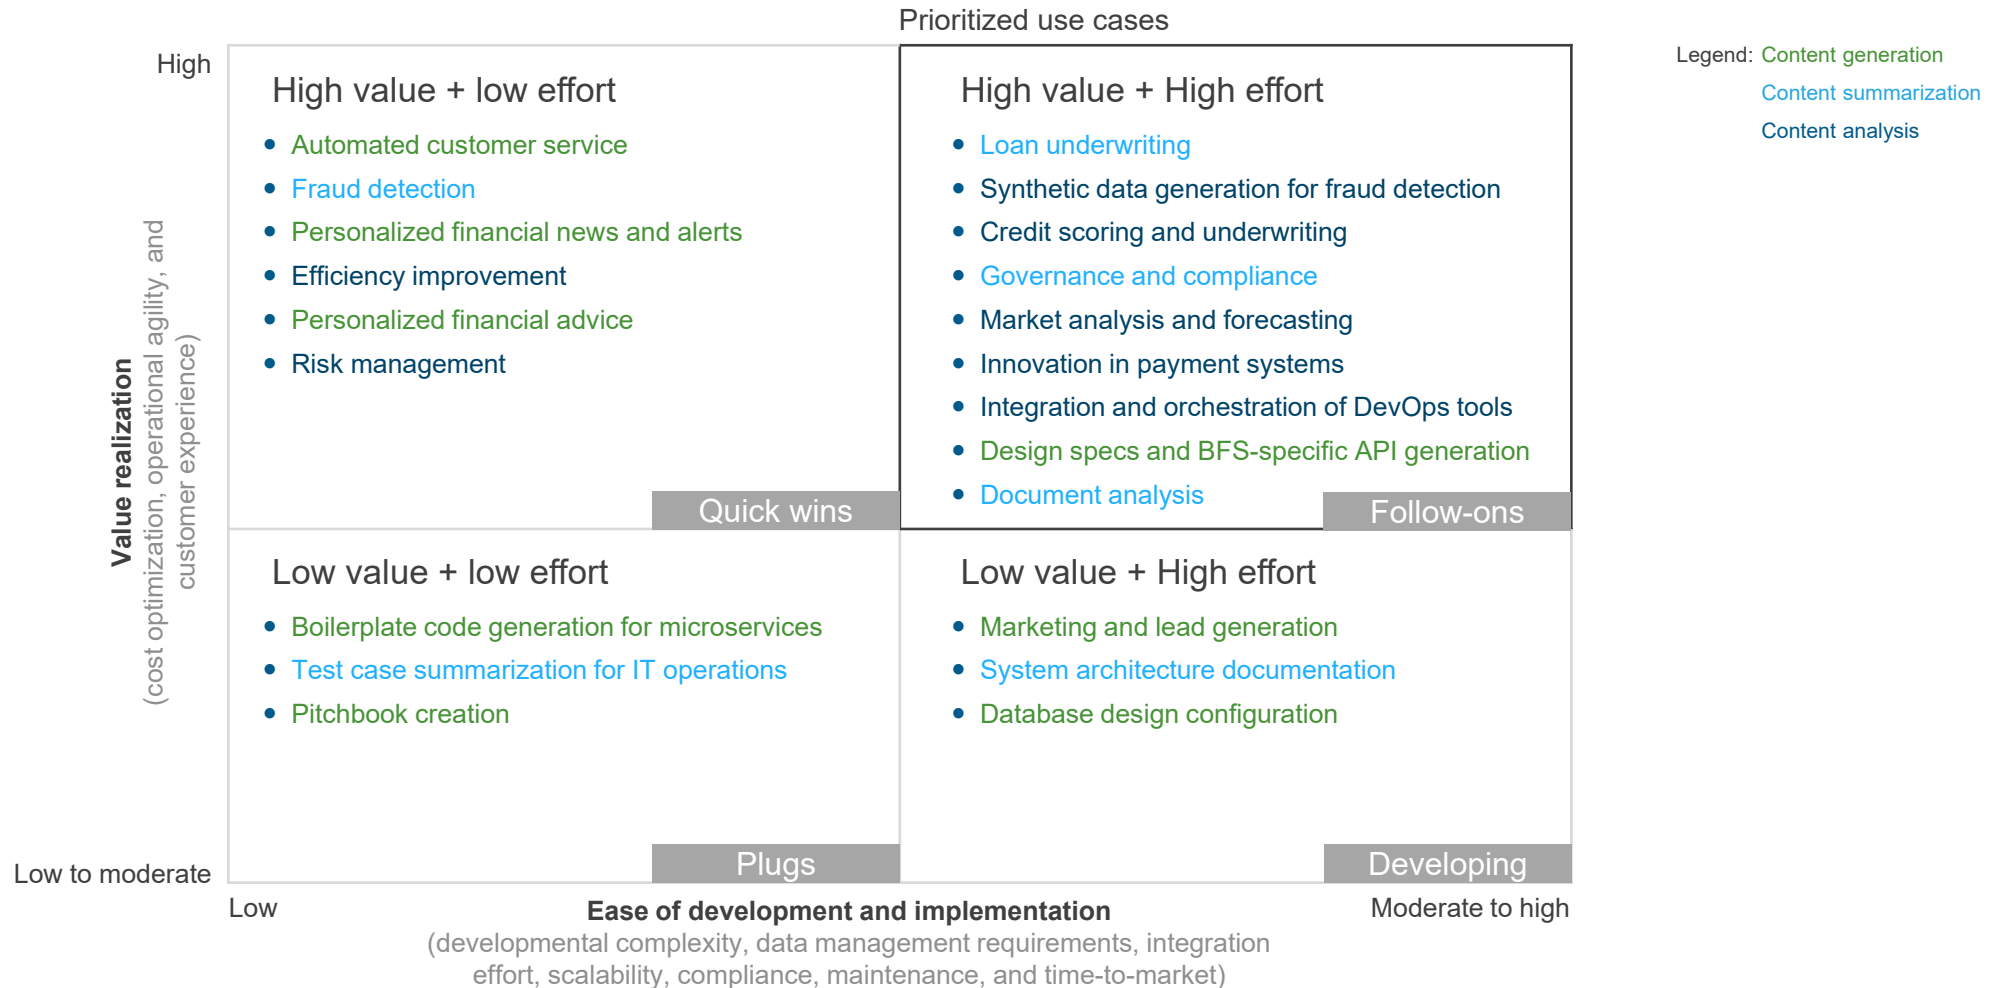 Prioritized use cases
High
Legend: Content generation
Content summarization
Content analysis
High value + low effort
• Automated customer service
• Fraud detection
• Personalized financial news and alerts
• Efficiency improvement
• Personalized financial advice
• Risk management
Quick wins
High value + High effort
• Loan underwriting
• Synthetic data generation for fraud detection
• Credit scoring and underwriting
• Governance and compliance
• Market analysis and forecasting
• Innovation in payment systems
• Integration and orchestration of DevOps tools
• Design specs and BFS-specific API generation
• Document analysis
Follow-ons
Value realization
(cost optimization, operational agility, and
customer experience)
Low value + low effort
• Boilerplate code generation for microservices
• Test case summarization for IT operations
• Pitchbook creation
Plugs
Low value + High effort
• Marketing and lead generation
• System architecture documentation
• Database design configuration
Developing
Low to moderate
Low
Ease of development and implementation
(developmental complexity, data management requirements, integration
effort, scalability, compliance, maintenance, and time-to-market)
Moderate to high